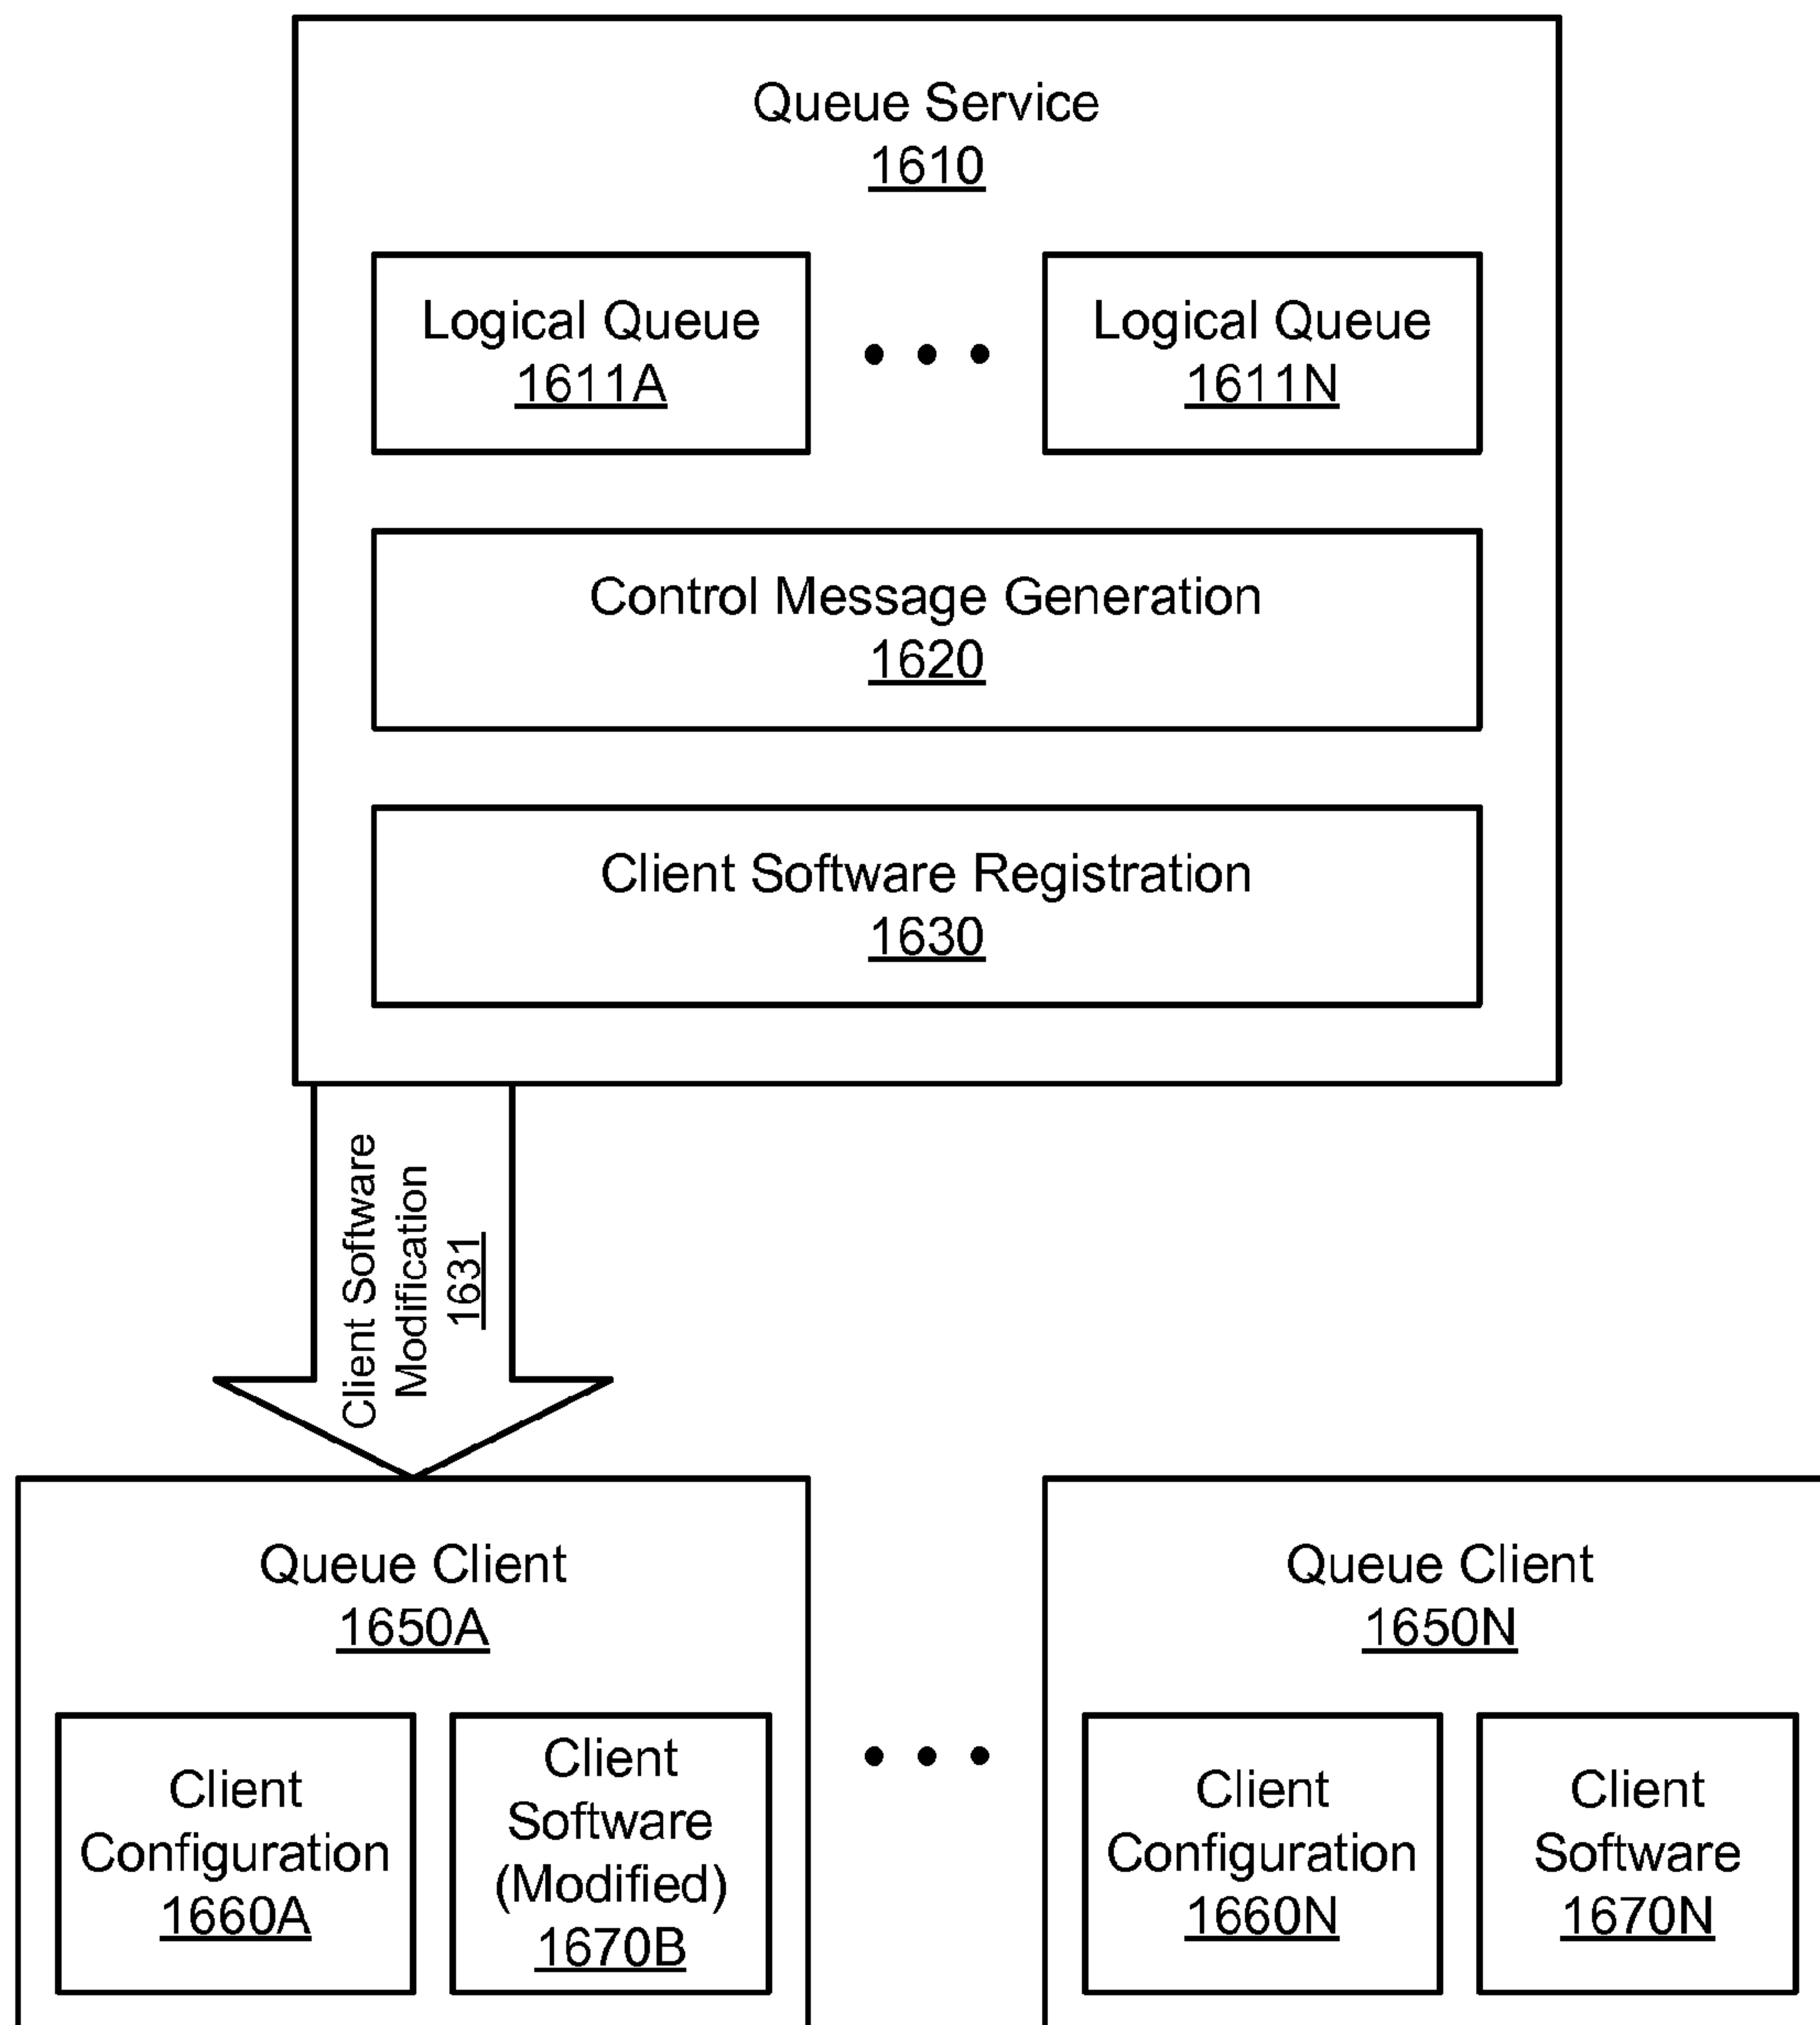 Queue Service
1610
Logical Queue
1611A
Logical Queue
1611N
Control Message Generation
1620
Client Software Registration
1630
Client Software
Modification
1631
Queue Client
1650A
Client
Configuration
1660A
Client
Software
(Modified)
1670B
Queue Client
1650N
Client
Configuration
1660N
Client
Software
1670N